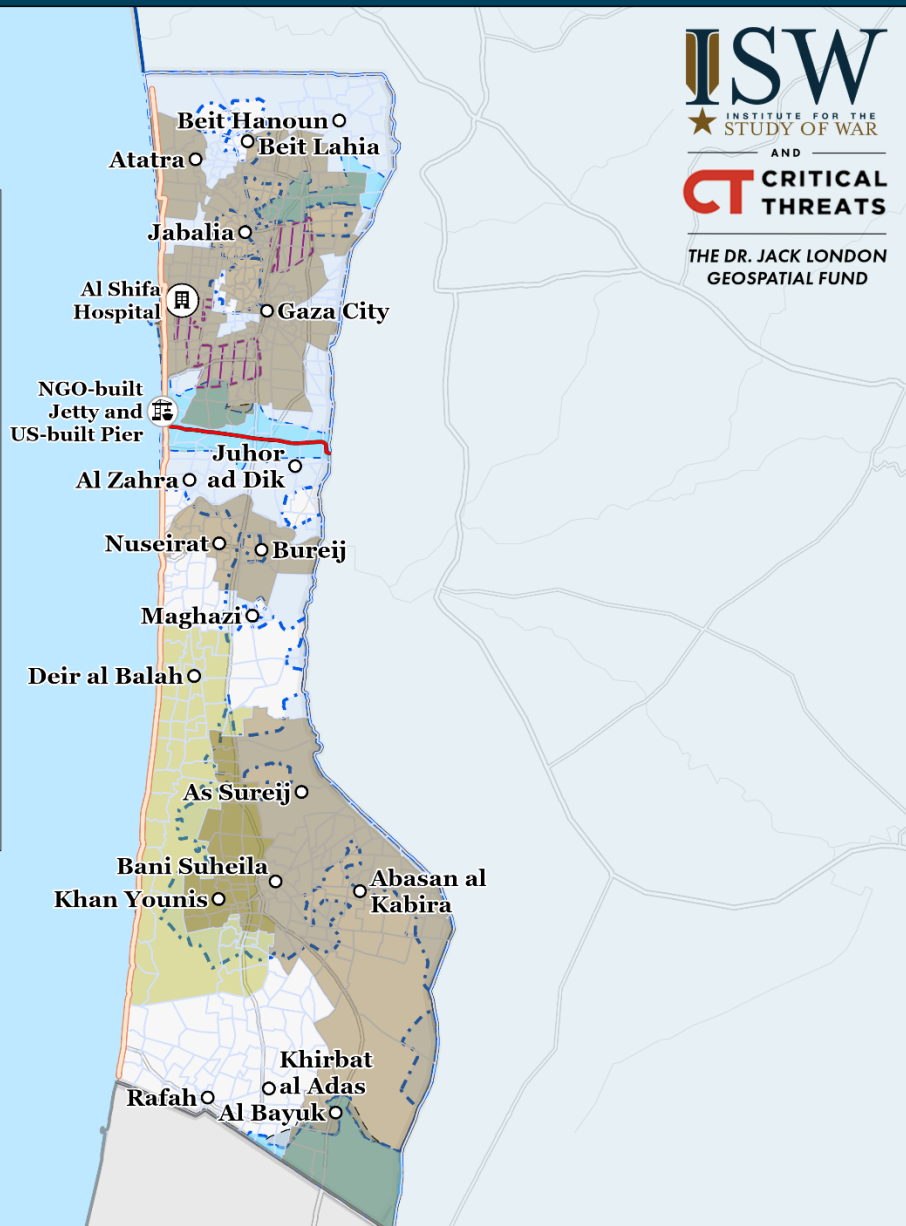 ISW
INSTITUTE FOR THE
STUDY OF WAR
AND
CT CRITICAL
THREATS
THE DR. JACK LONDON
GEOSPATIAL FUND
Beit Hanoun
Beit Lahia
Atatra
Jabalia
Al Shifa
Hospital
Gaza City
NGO-built
Jetty and
US-built Pier
Juhor
ad Dik
Al Zahra
Nuseirat
Bureij
Maghazi
Deir al Balah
As Sureij
Bani Suheila
Khan Younis
Abasan al
Kabira
Khirbat
al Adas
Rafah
Al Bayuk